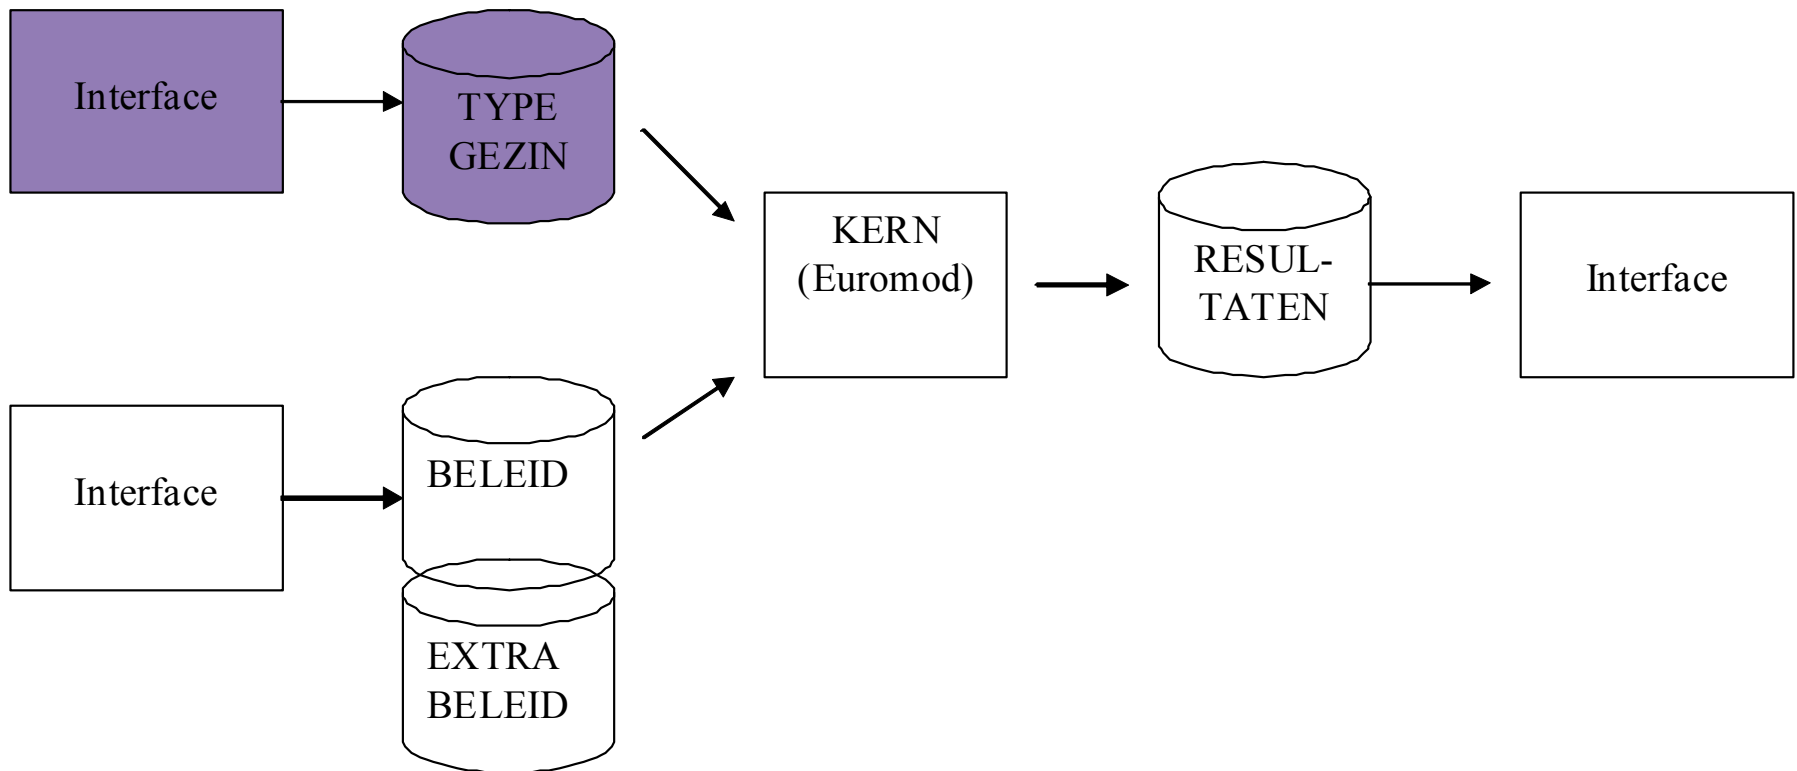 Interface
TYPE
GEZIN
KERN
(Euromod)
RESUL-
TATEN
Interface
Interface
BELEID
EXTRA
BELEID